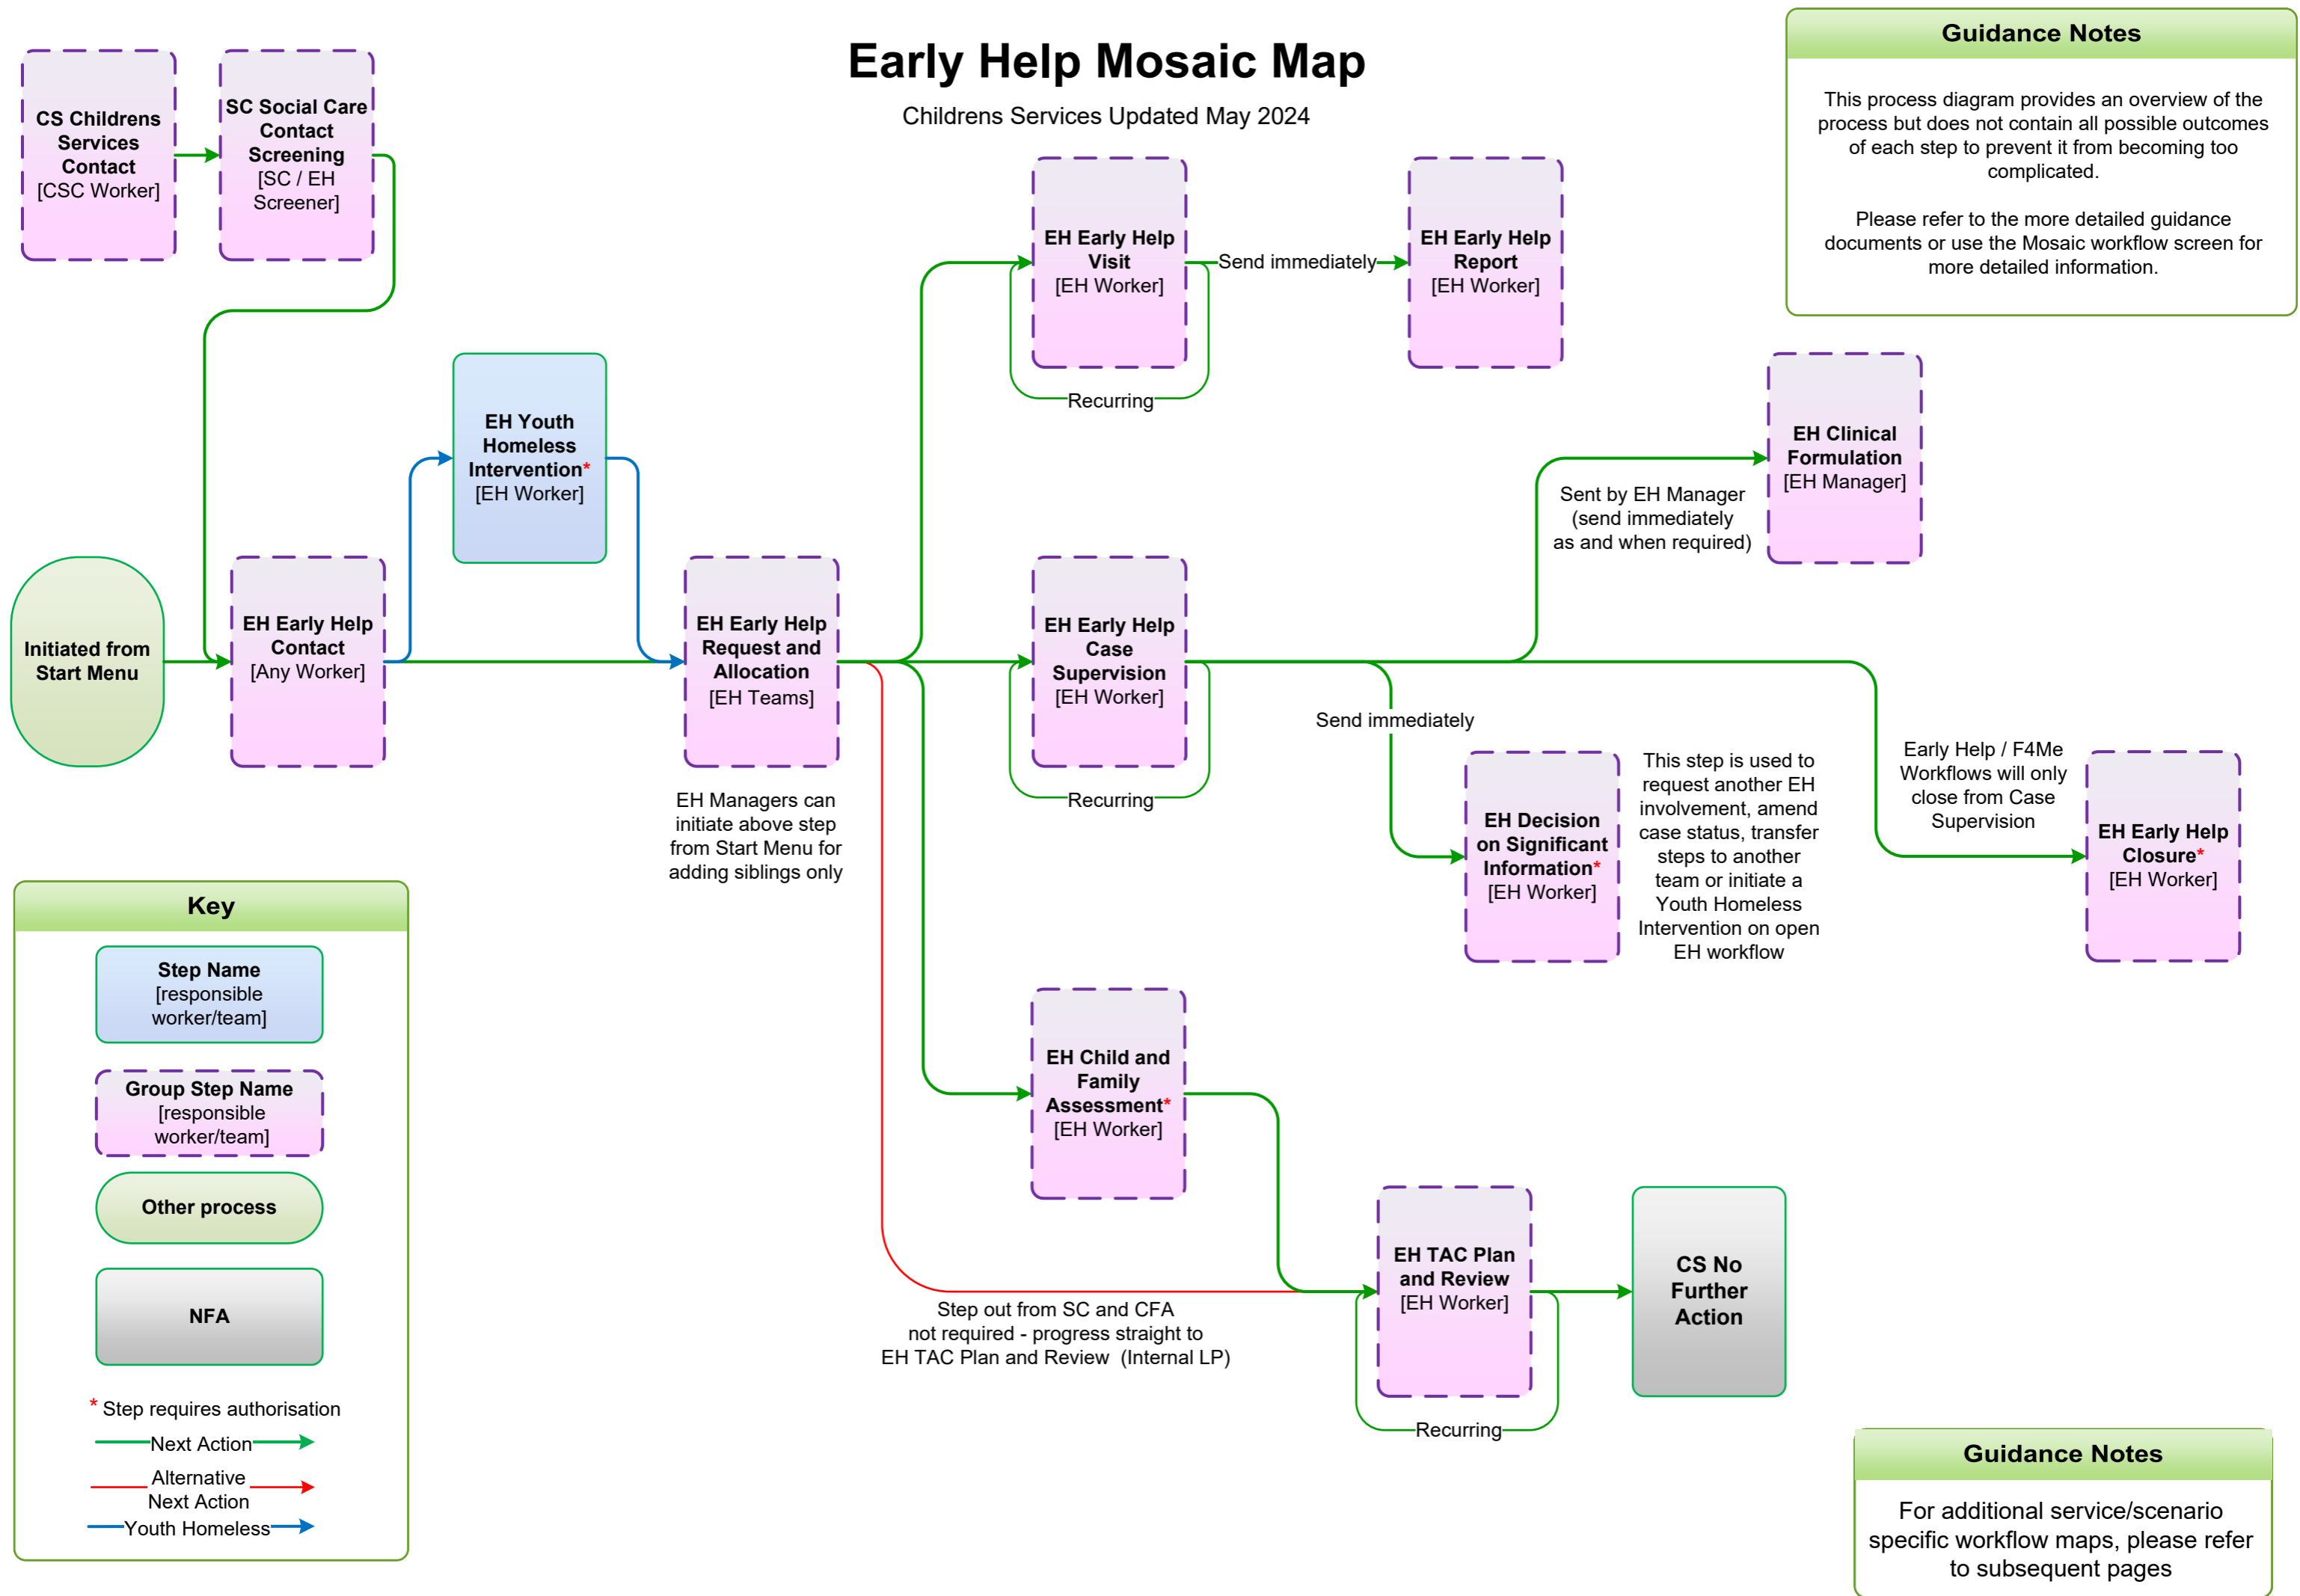 Early Help Mosaic Map
Childrens Services Updated May 2024
Guidance Notes
This process diagram provides an overview of the
process but does not contain all possible outcomes
of each step to prevent it from becoming too
complicated.
Please refer to the more detailed guidance
documents or use the Mosaic workflow screen for
more detailed information.
CS Childrens
Services
Contact
[CSC Worker]
SC Social Care
Contact
Screening
[SC / EH
Screener]
EH Early Help
Visit
[EH Worker]
Send immediately
EH Early Help
Report
[EH Worker]
Recurring
EH Youth
Homeless
Intervention*
[EH Worker]
EH Clinical
Formulation
[EH Manager]
Sent by EH Manager
(send immediately
as and when required)
Initiated from
Start Menu
EH Early Help
Contact
[Any Worker]
EH Early Help
Request and
Allocation
[EH Teams]
EH Managers can
initiate above step
from Start Menu for
adding siblings only
EH Early Help
Case
Supervision
[EH Worker]
Recurring
Send immediately
EH Decision
on Significant
Information*
[EH Worker]
This step is used to
request another EH
involvement, amend
case status, transfer
steps to another
team or initiate a
Youth Homeless
Intervention on open
EH workflow
Early Help / F4Me
Workflows will only
close from Case
Supervision
EH Early Help
Closure*
[EH Worker]
EH Child and
Family
Assessment*
[EH Worker]
Step out from SC and CFA
not required - progress straight to
EH TAC Plan and Review (Internal LP)
EH TAC Plan
and Review
[EH Worker]
Recurring
CS No
Further
Action
Key
Step Name
[responsible
worker/team]
Group Step Name
[responsible
worker/team]
Other process
NFA
* Step requires authorisation
Next Action
Alternative
Next Action
Youth Homeless
Guidance Notes
For additional service/scenario
specific workflow maps, please refer
to subsequent pages